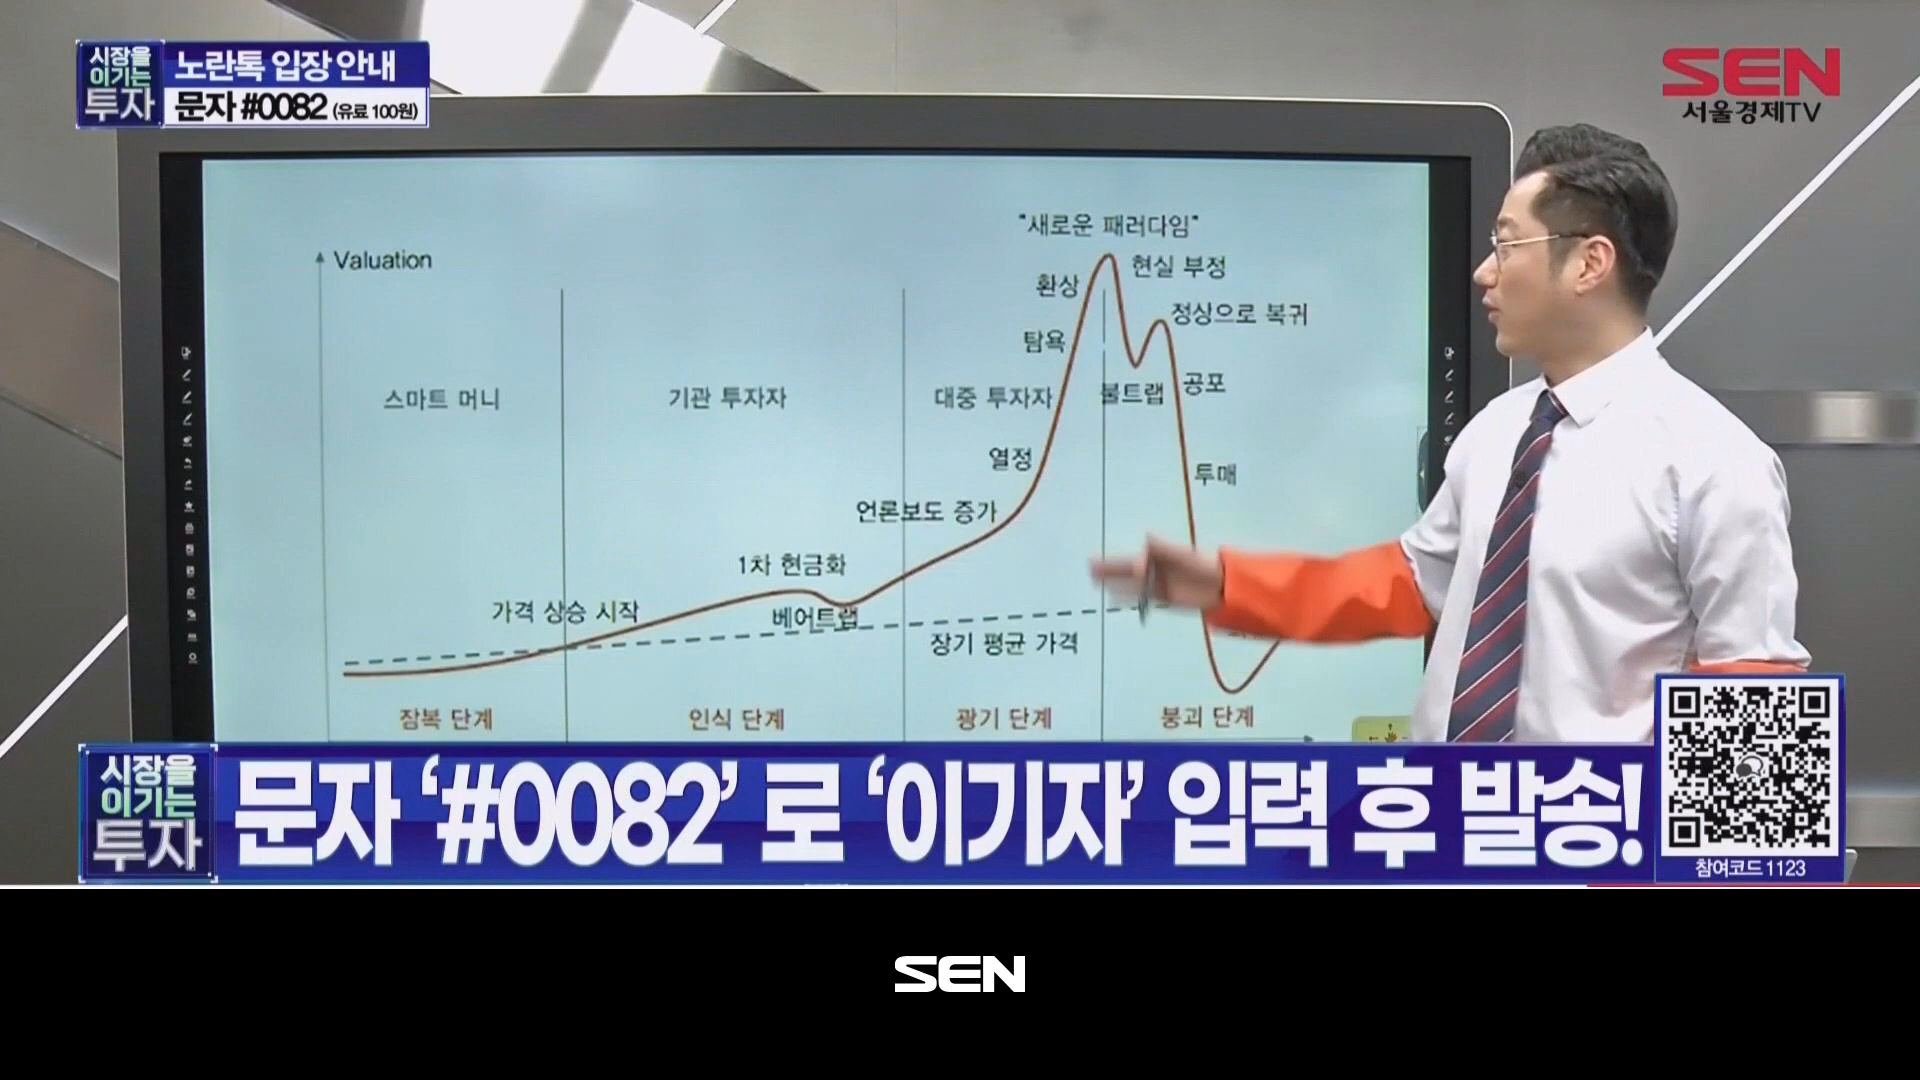 시장을
이기는
투자
노란톡 입장 안내
문자 #0082 (유료 100원)
SEN
서울경제TV
"새로운 패러다임"
Valuation
현실 부정
환상
정상으로 복귀
탐욕
스마트 머니
기관 투자자
대중 투자자
불트랩
공포
열정
투매
언론보도 증가
1차 현금화
가격 상승 시작
베어트랩
장기 평균 가격
잠복 단계
인식 단계
광기 단계
붕괴 단계
시장을
이기는
투자
문자 ‘#0082’ 로 ‘이기자’ 입력 후 발송!
참여코드 1123
SEN